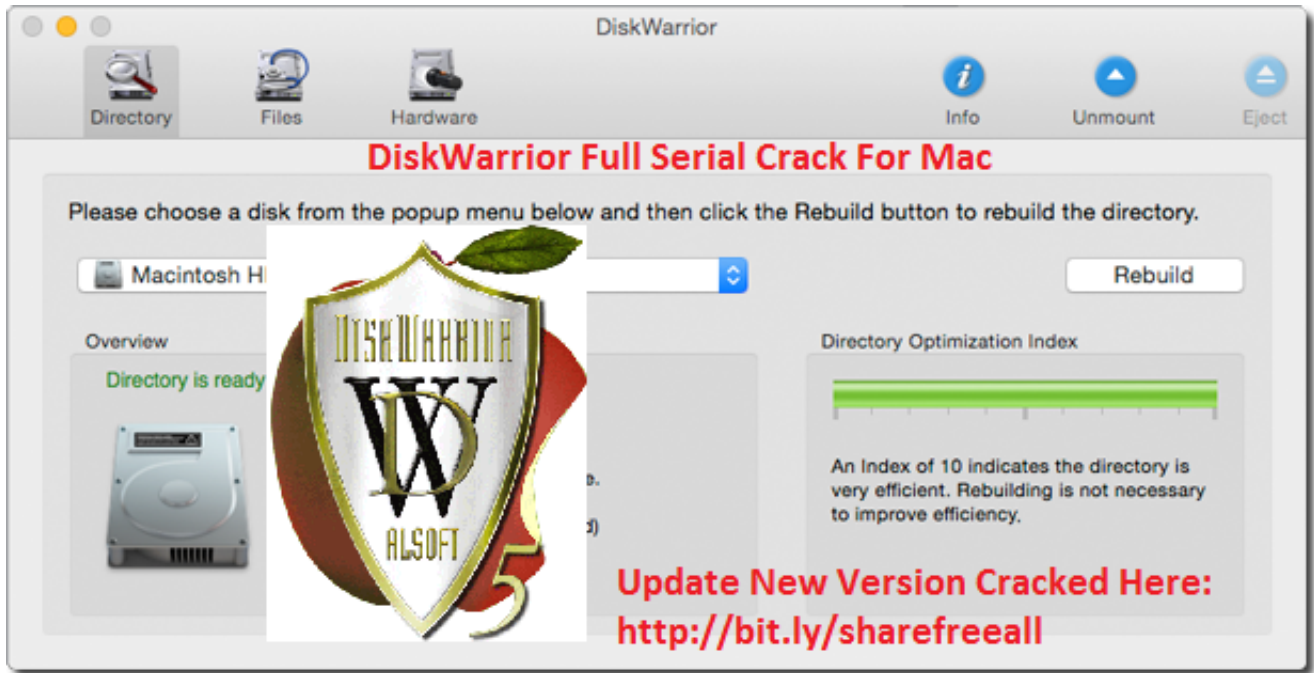 DiskWarrior
Directory
Files
Hardware
Info
Unmount
Eject
DiskWarrior Full Serial Crack For Mac
Please choose a disk from the popup menu below and then click the Rebuild button to rebuild the directory.
Macintosh H
Rebuild
Overview
Directory Optimization Index
Directory is ready
DISKWARRIOR
WD
ALSOFT
5
e.
d)
An Index of 10 indicates the directory is
very efficient. Rebuilding is not necessary
to improve efficiency.
Update New Version Cracked Here:
http://bit.ly/sharefreeall